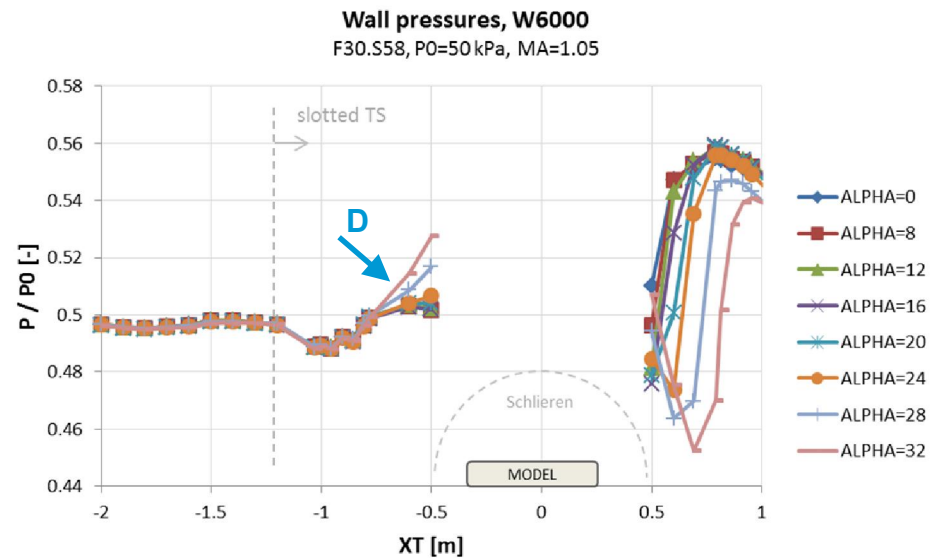 Wall pressures, W6000
F30.S58, P0=50 kPa, MA=1.05
0.58
0.56
0.54
0.52
0.5
0.48
0.46
0.44
P / P0 [-]
slotted TS
D
Schlieren
MODEL
-2
-1.5
-1
-0.5
0
0.5
1
XT [m]
ALPHA=0
ALPHA=8
ALPHA=12
ALPHA=16
ALPHA=20
ALPHA=24
ALPHA=28
ALPHA=32